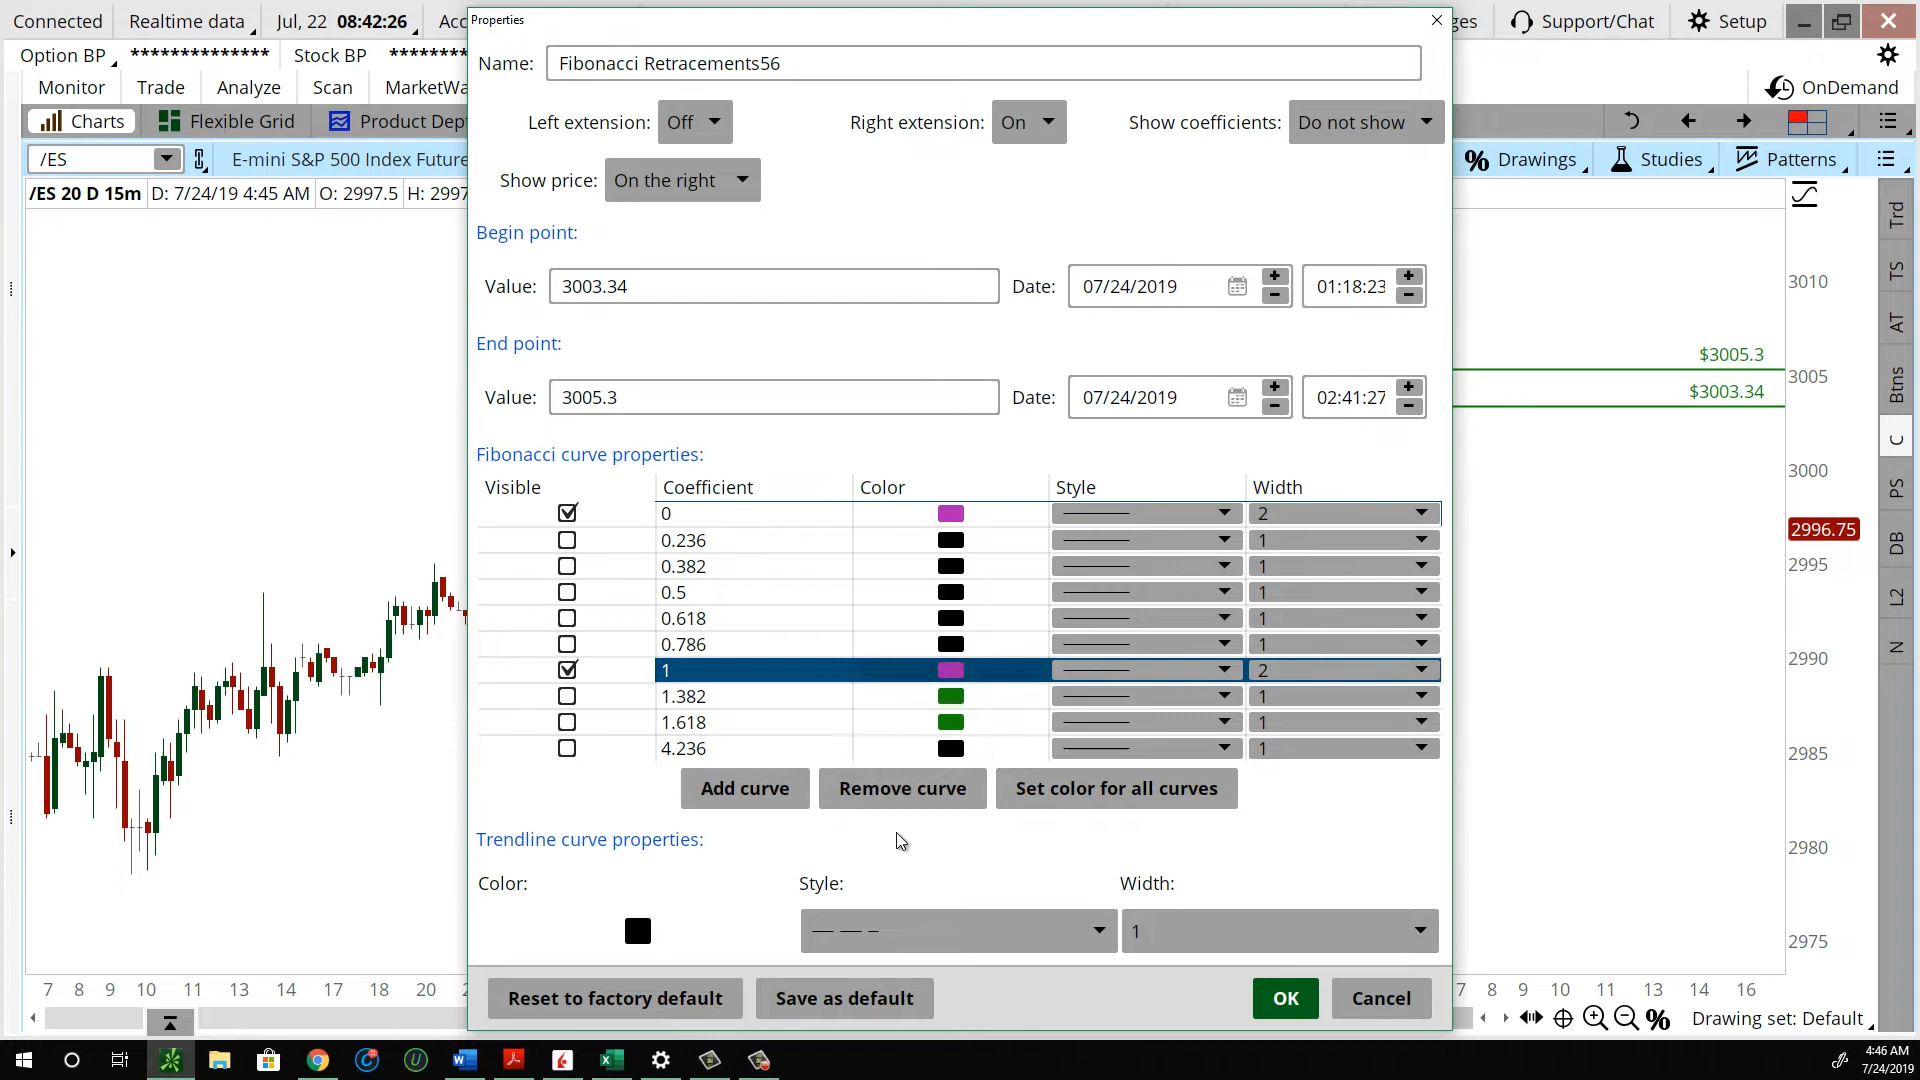 Connected Realtime data Jul, 22 08:42:26 Acc
Properties
ges Support/Chat Setup
Option BP ************** Stock BP
Name: Fibonacci Retracements56
Monitor Trade Analyze Scan MarketWa
OnDemand
Charts Flexible Grid Product Dep
Left extension: Off Right extension: On Show coefficients: Do not show
/ES E-mini S&P 500 Index Future
Drawings Studies Patterns
Show price: On the right
/ES 20 D 15m D: 7/24/19 4:45 AM O: 2997.5 H: 2997
Begin point:
Value: 3003.34 Date: 07/24/2019 + - 01:18:23 + -
End point:
Value: 3005.3 Date: 07/24/2019 + - 02:41:27 + -
Fibonacci curve properties:
Visible Coefficient Color Style Width
0 2
0.236 1
0.382 1
0.5 1
0.618 1
0.786 1
1 2
1.382 1
1.618 1
4.236 1
Add curve Remove curve Set color for all curves
Trendline curve properties:
Color: Style: Width:
1
Reset to factory default Save as default OK Cancel
$3005.3
$3003.34
3010
3005
3000
2996.75
2995
2990
2985
2980
2975
Trd
TS
AT
Btns
C
PS
DB
L2
N
7 8 9 10 11 13 14 17 18 20
7 8 9 10 11 13 14 16
Drawing set: Default
4:46 AM
7/24/2019